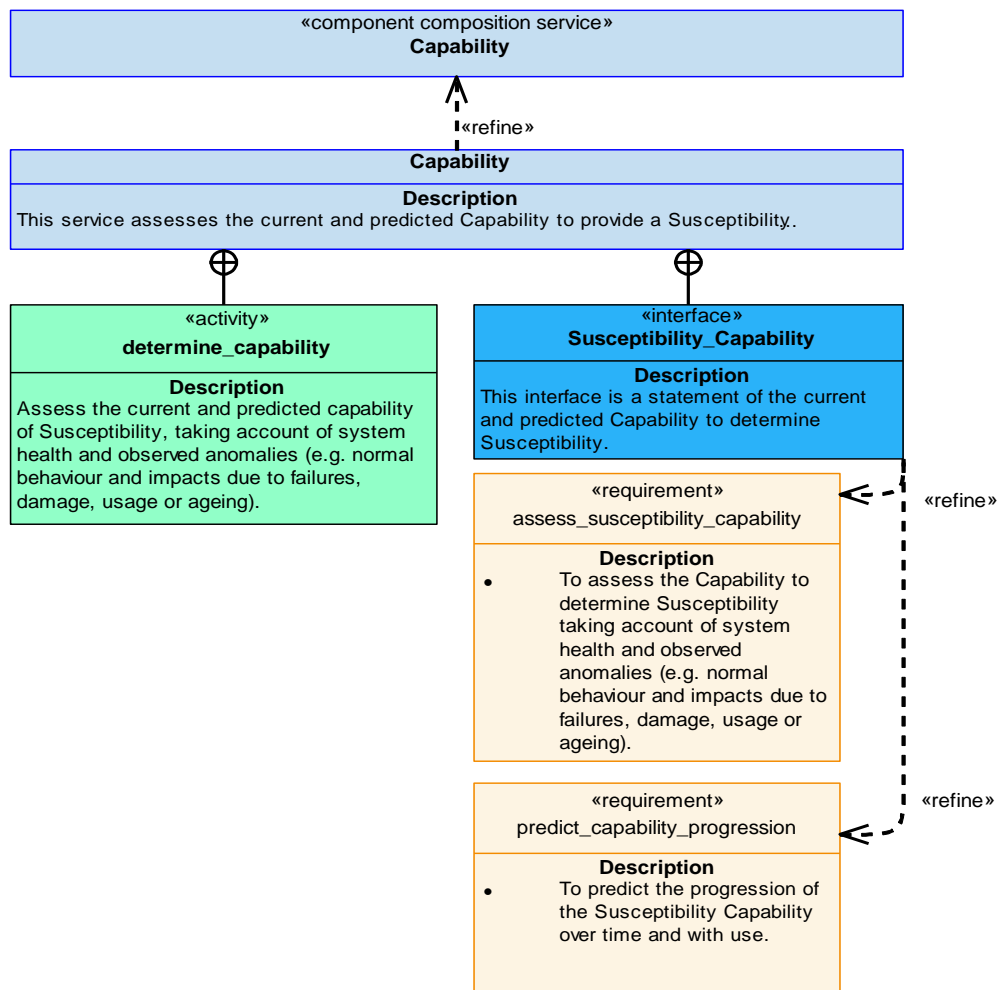 «component composition service»
Capability
«refine»
Capability
Description
This service assesses the current and predicted Capability to provide a Susceptibility..
«activity»
determine_capability
Description
Assess the current and predicted capability
of Susceptibility, taking account of system
health and observed anomalies (e.g. normal
behaviour and impacts due to failures,
damage, usage or ageing).
«interface»
Susceptibility_Capability
Description
This interface is a statement of the current
and predicted Capability to determine
Susceptibility.
«requirement»
assess_susceptibility_capability
Description
• To assess the Capability to
determine Susceptibility
taking account of system
health and observed
anomalies (e.g. normal
behaviour and impacts due to
failures, damage, usage or
ageing).
«refine»
«requirement»
predict_capability_progression
Description
• To predict the progression of
the Susceptibility Capability
over time and with use.
«refine»